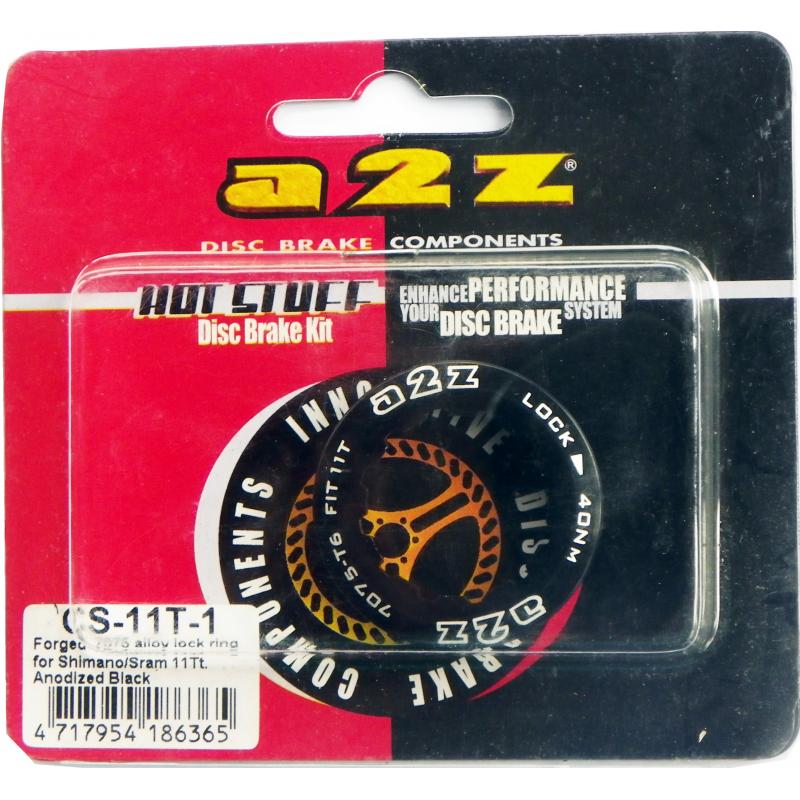 a2z®
DISC BRAKE COMPONENTS
HOT STUFF
Disc Brake Kit
ENHANCE PERFORMANCE
YOUR DISC BRAKE SYSTEM
a2z
LOCK ▶ 40NM
a2z
7075-T6 FIT 11T
DISC BRAKE COMPONENTS
CS-11T-1
Forged 7075 alloy lock ring
for Shimano/Sram 11Tt.
Anodized Black
4 717954 186365